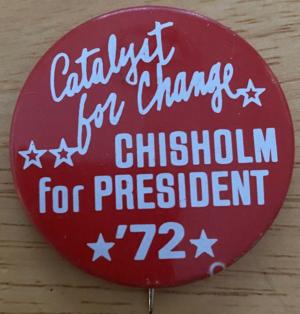 Catalyst
for Change
CHISHOLM
for PRESIDENT
'72